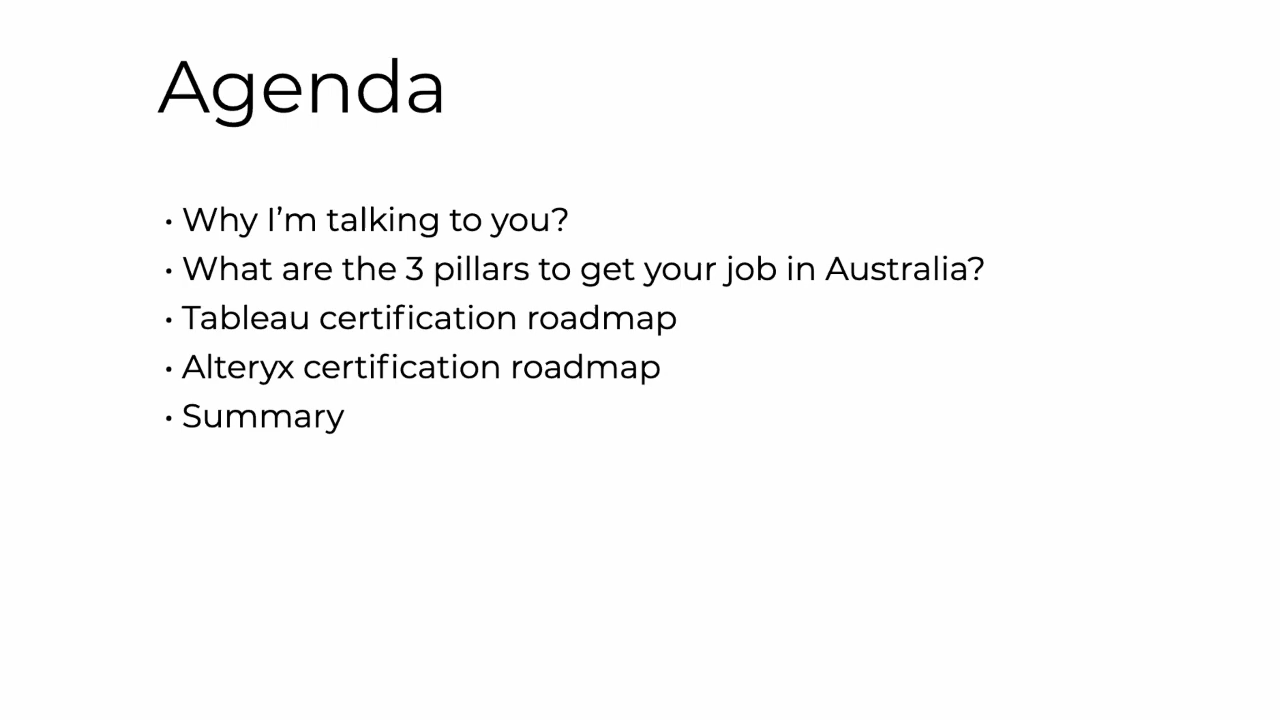 Agenda
• Why I’m talking to you?
• What are the 3 pillars to get your job in Australia?
• Tableau certification roadmap
• Alteryx certification roadmap
• Summary